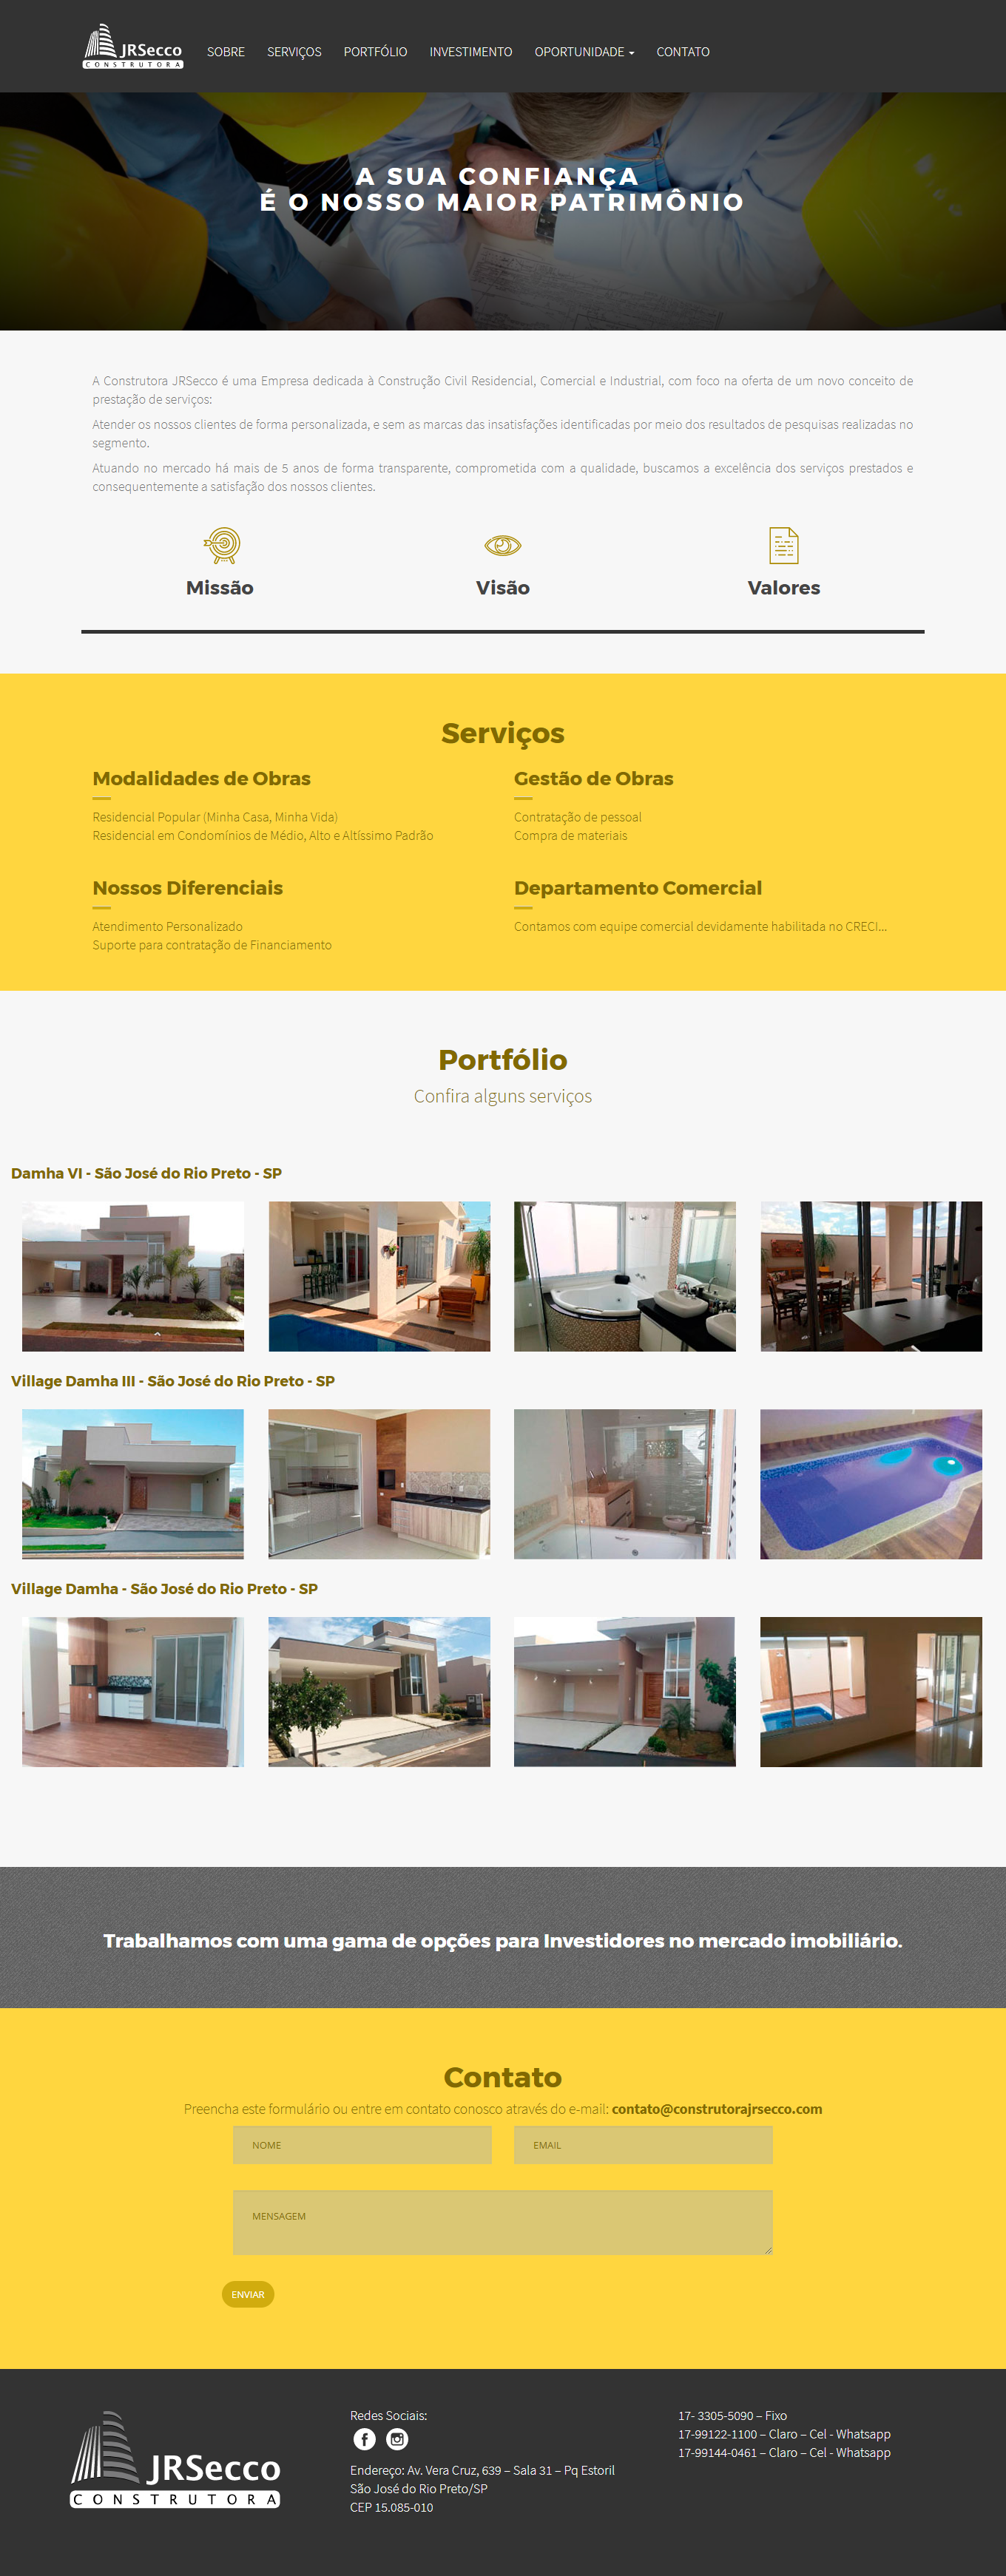 JRSecco
CONSTRUTORA
SOBRE
SERVIÇOS
PORTFÓLIO
INVESTIMENTO
OPORTUNIDADE
CONTATO
A SUA CONFIANÇA
É O NOSSO MAIOR PATRIMÔNIO
A Construtora JRSecco é uma Empresa dedicada à Construção Civil Residencial, Comercial e Industrial, com foco na oferta de um novo conceito de
prestação de serviços:
Atender os nossos clientes de forma personalizada, e sem as marcas das insatisfações identificadas por meio dos resultados de pesquisas realizadas no
segmento.
Atuando no mercado há mais de 5 anos de forma transparente, comprometida com a qualidade, buscamos a excelência dos serviços prestados e
consequentemente a satisfação dos nossos clientes.
Missão
Visão
Valores
Serviços
Modalidades de Obras
Residencial Popular (Minha Casa, Minha Vida)
Residencial em Condomínios de Médio, Alto e Altíssimo Padrão
Gestão de Obras
Contratação de pessoal
Compra de materiais
Nossos Diferenciais
Atendimento Personalizado
Suporte para contratação de Financiamento
Departamento Comercial
Contamos com equipe comercial devidamente habilitada no CRECI...
Portfólio
Confira alguns serviços
Damha VI - São José do Rio Preto - SP
Village Damha III - São José do Rio Preto - SP
Village Damha - São José do Rio Preto - SP
Trabalhamos com uma gama de opções para Investidores no mercado imobiliário.
Contato
Preencha este formulário ou entre em contato conosco através do e-mail: contato@construtorajrsecco.com
NOME
EMAIL
MENSAGEM
ENVIAR
JRSecco
CONSTRUTORA
Redes Sociais:
Endereço: Av. Vera Cruz, 639 – Sala 31 – Pq Estoril
São José do Rio Preto/SP
CEP 15.085-010
17- 3305-5090 – Fixo
17-99122-1100 – Claro – Cel - Whatsapp
17-99144-0461 – Claro – Cel - Whatsapp